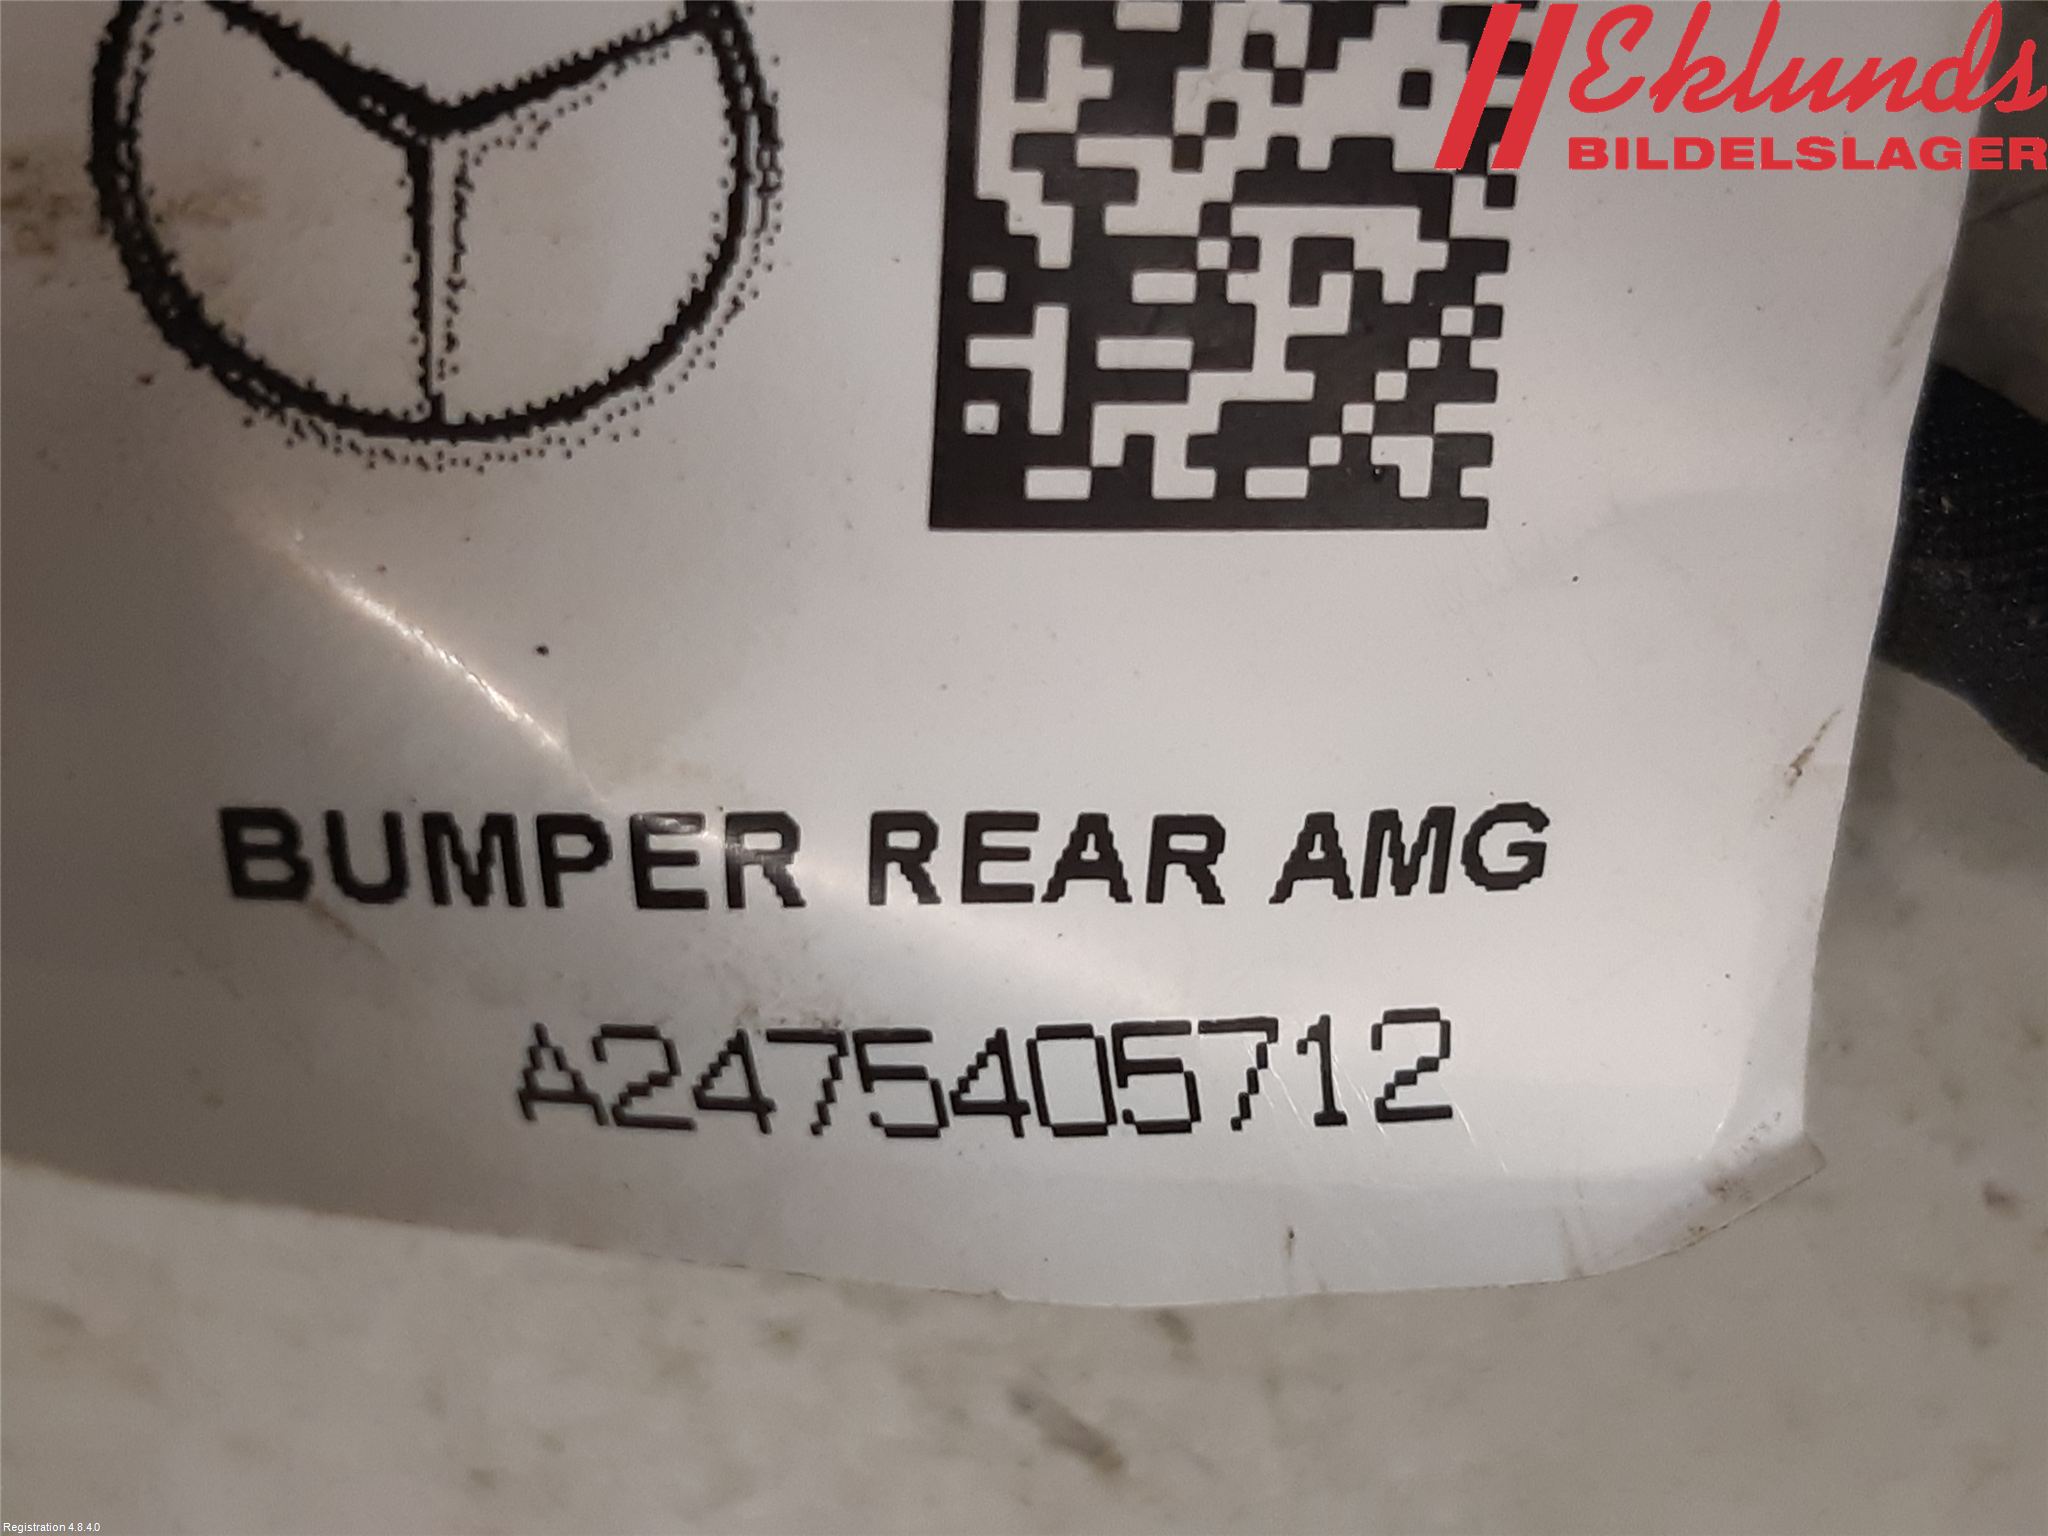 Eklunds
BILDELSLAGER
BUMPER REAR AMG
A2475405712
Registration 4.8.4.0